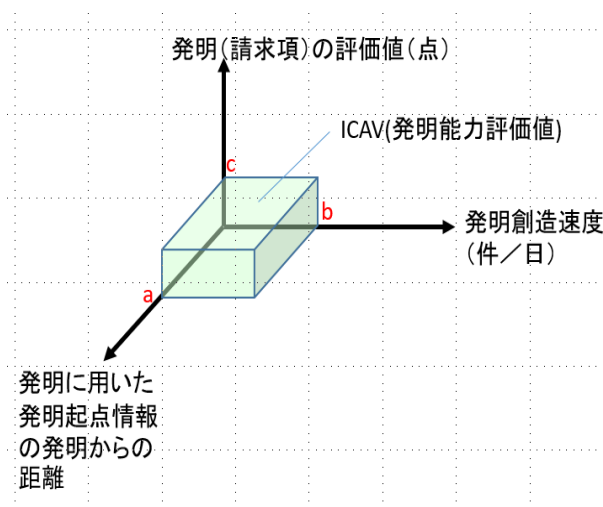 発明(請求項)の評価値(点)
ICAV(発明能力評価値)
c
b
発明創造速度
(件/日)
a
発明に用いた
発明起点情報
の発明からの
距離